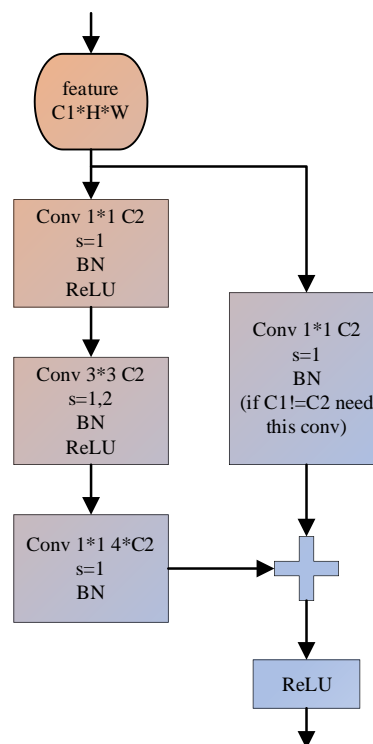 feature
C1*H*W
Conv 1*1 C2
s=1
BN
ReLU
Conv 3*3 C2
s=1,2
BN
ReLU
Conv 1*1 4*C2
s=1
BN
Conv 1*1 C2
s=1
BN
(if C1!=C2 need
this conv)
ReLU